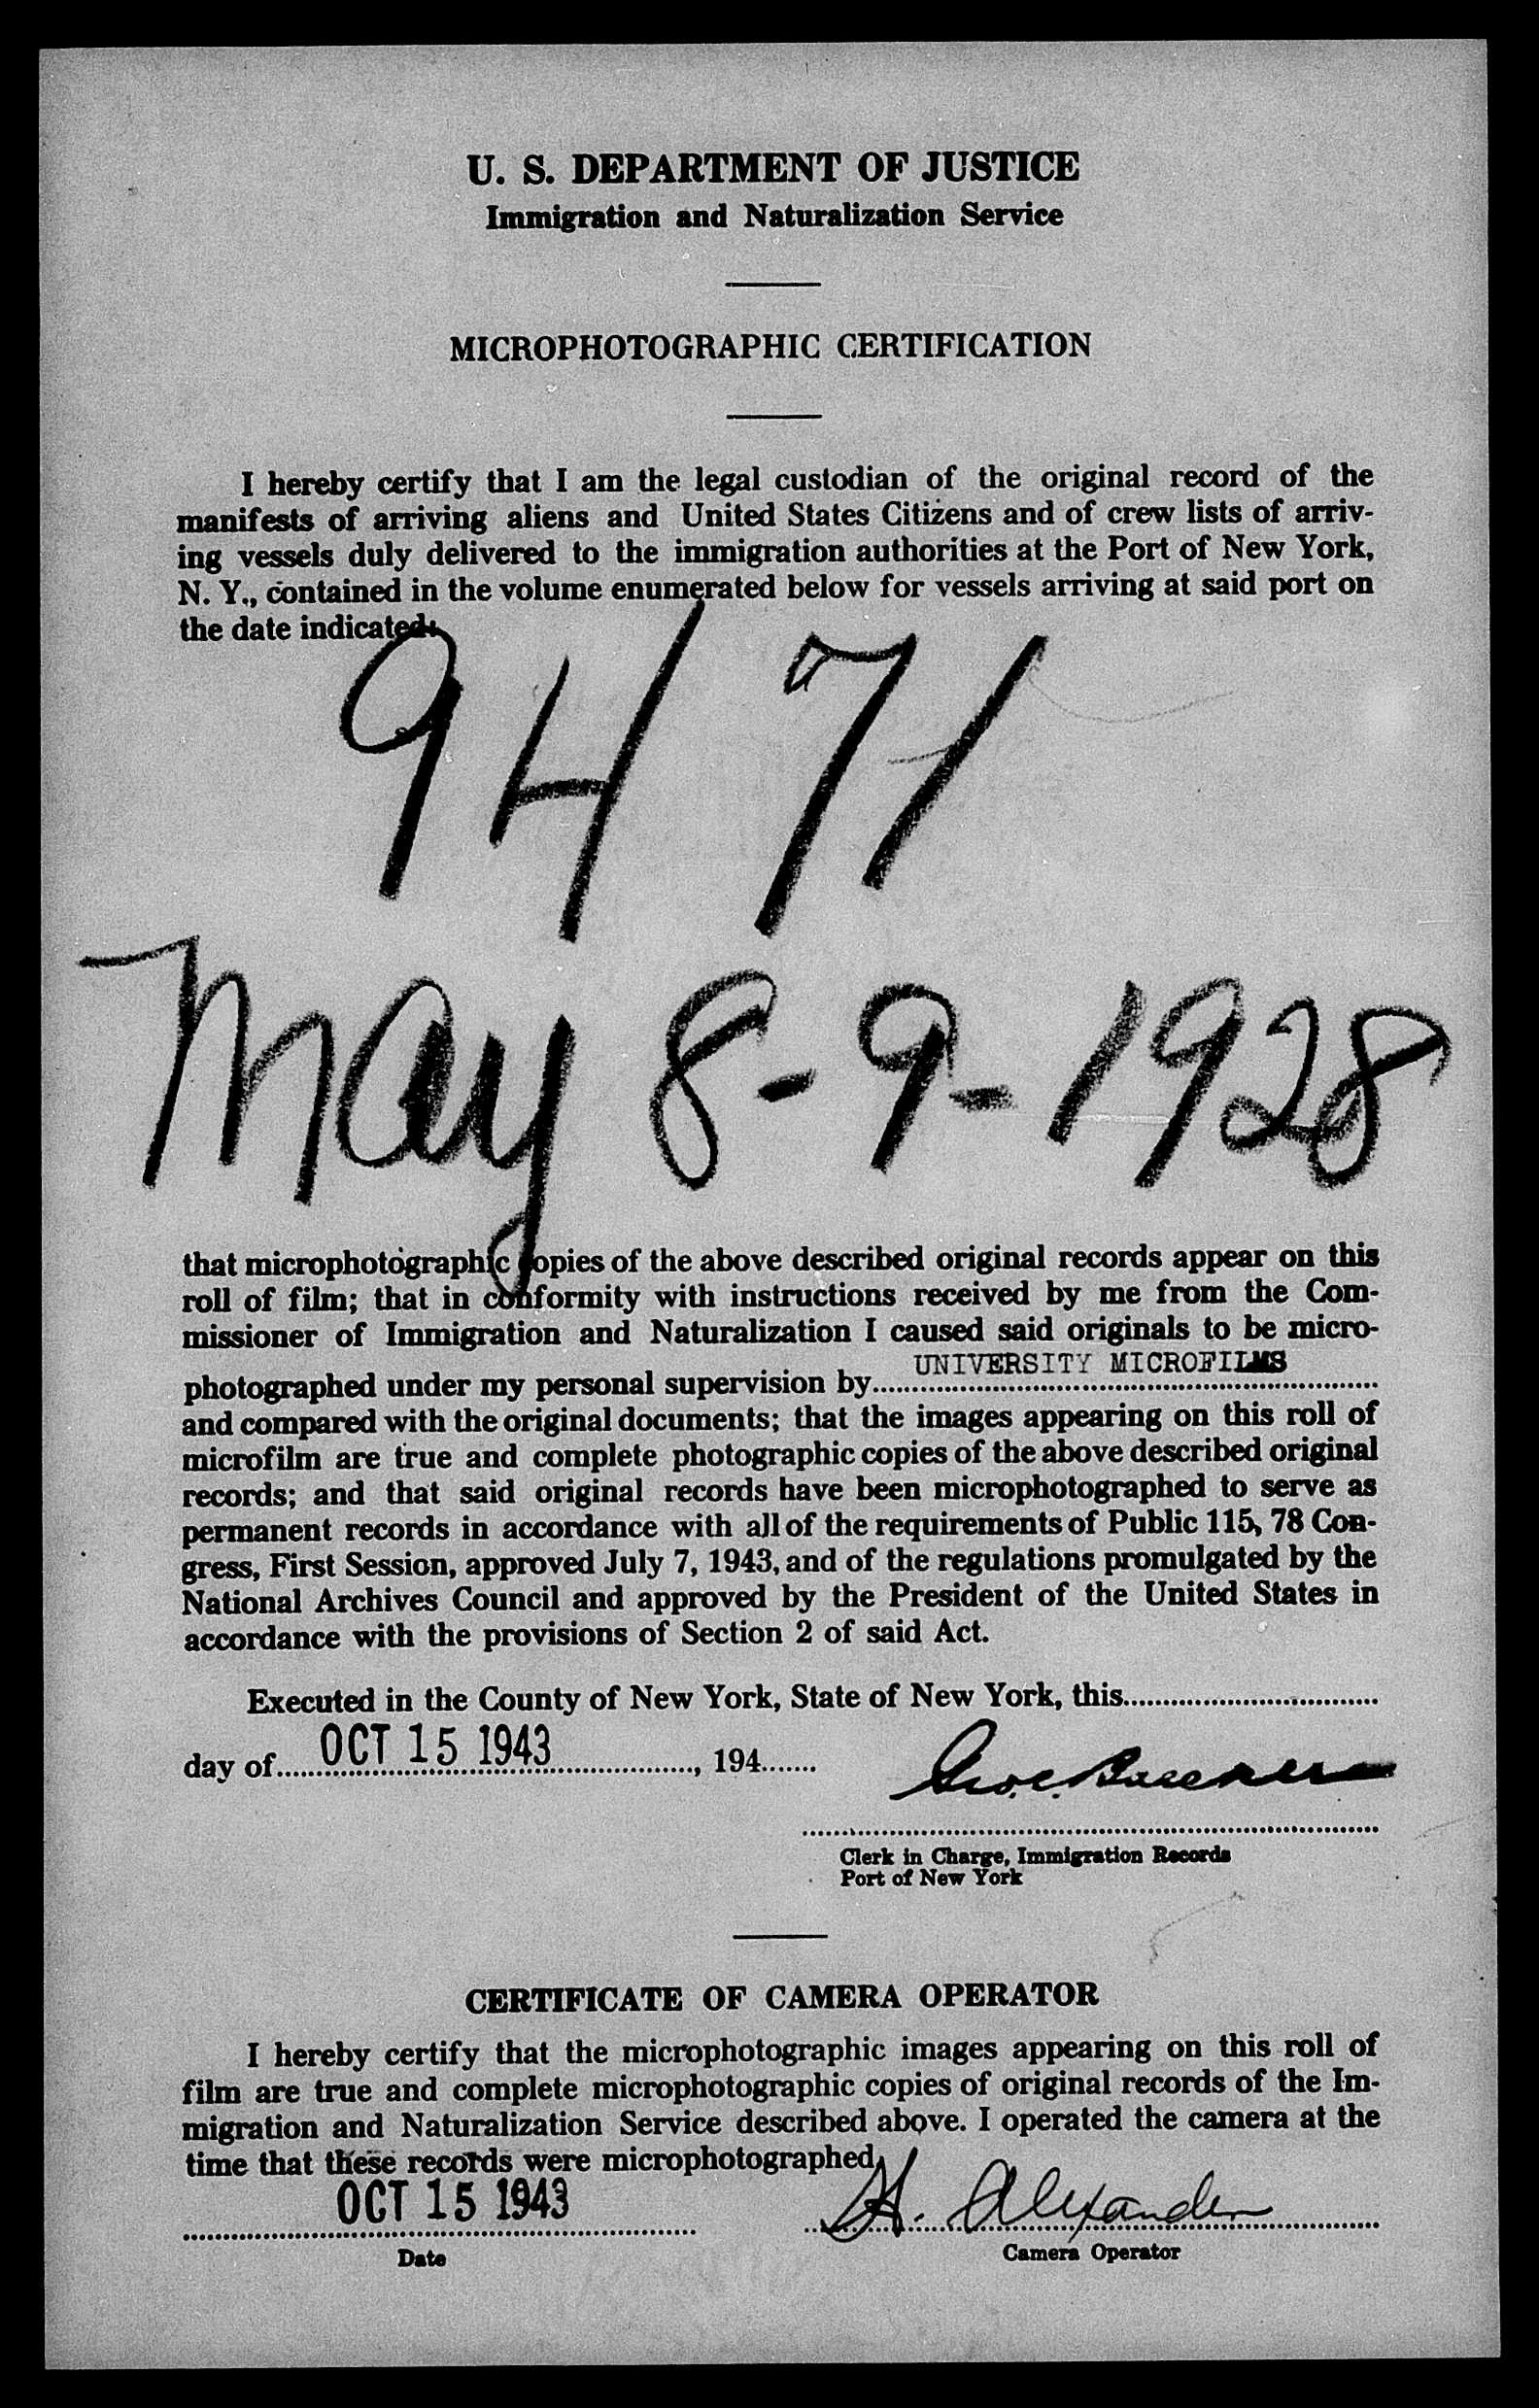 U. S. DEPARTMENT OF JUSTICE
Immigration and Naturalization Service
MICROPHOTOGRAPHIC CERTIFICATION
I hereby certify that I am the legal custodian of the original record of the
manifests of arriving aliens and United States Citizens and of crew lists of arriv-
ing vessels duly delivered to the immigration authorities at the Port of New York,
N. Y., contained in the volume enumerated below for vessels arriving at said port on
the date indicated:
9471
May 8-9-1928
that microphotographic copies of the above described original records appear on this
roll of film; that in conformity with instructions received by me from the Com-
missioner of Immigration and Naturalization I caused said originals to be micro-
photographed under my personal supervision by UNIVERSITY MICROFILMS
and compared with the original documents; that the images appearing on this roll of
microfilm are true and complete photographic copies of the above described original
records; and that said original records have been microphotographed to serve as
permanent records in accordance with all of the requirements of Public 115, 78 Con-
gress, First Session, approved July 7, 1943, and of the regulations promulgated by the
National Archives Council and approved by the President of the United States in
accordance with the provisions of Section 2 of said Act.
Executed in the County of New York, State of New York, this
day of OCT 15 1943, 194
Clerk in Charge, Immigration Records
Port of New York
CERTIFICATE OF CAMERA OPERATOR
I hereby certify that the microphotographic images appearing on this roll of
film are true and complete microphotographic copies of original records of the Im-
migration and Naturalization Service described above. I operated the camera at the
time that these records were microphotographed.
OCT 15 1943 H. Alexander
Date Camera Operator